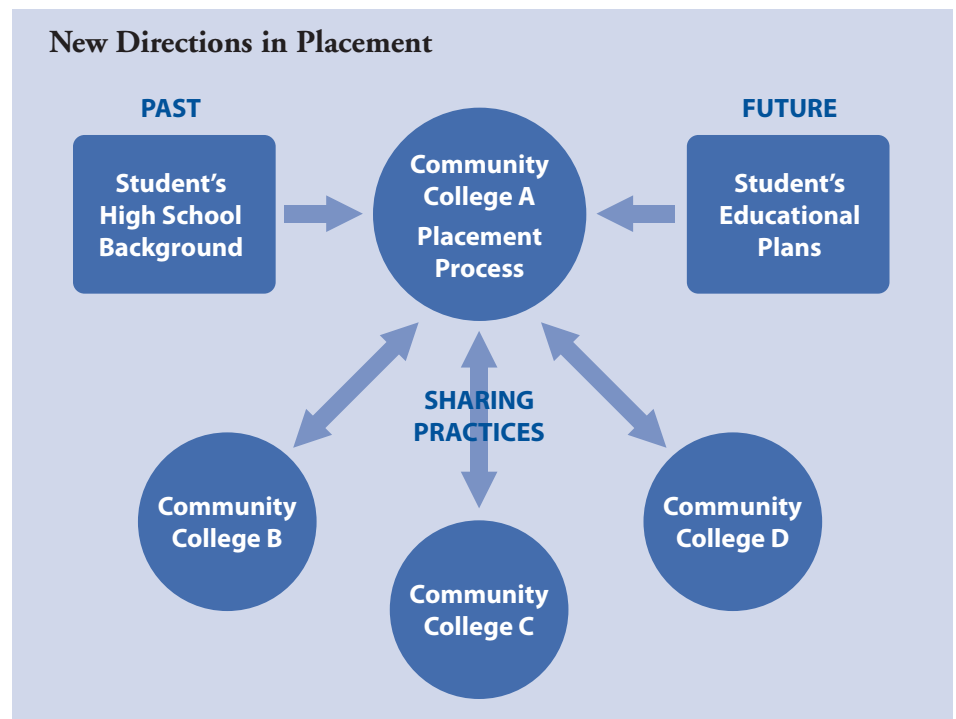 New Directions in Placement
PAST
FUTURE
Student’s
High School
Background
Community
College A
Placement
Process
Student’s
Educational
Plans
SHARING
PRACTICES
Community
College B
Community
College C
Community
College D